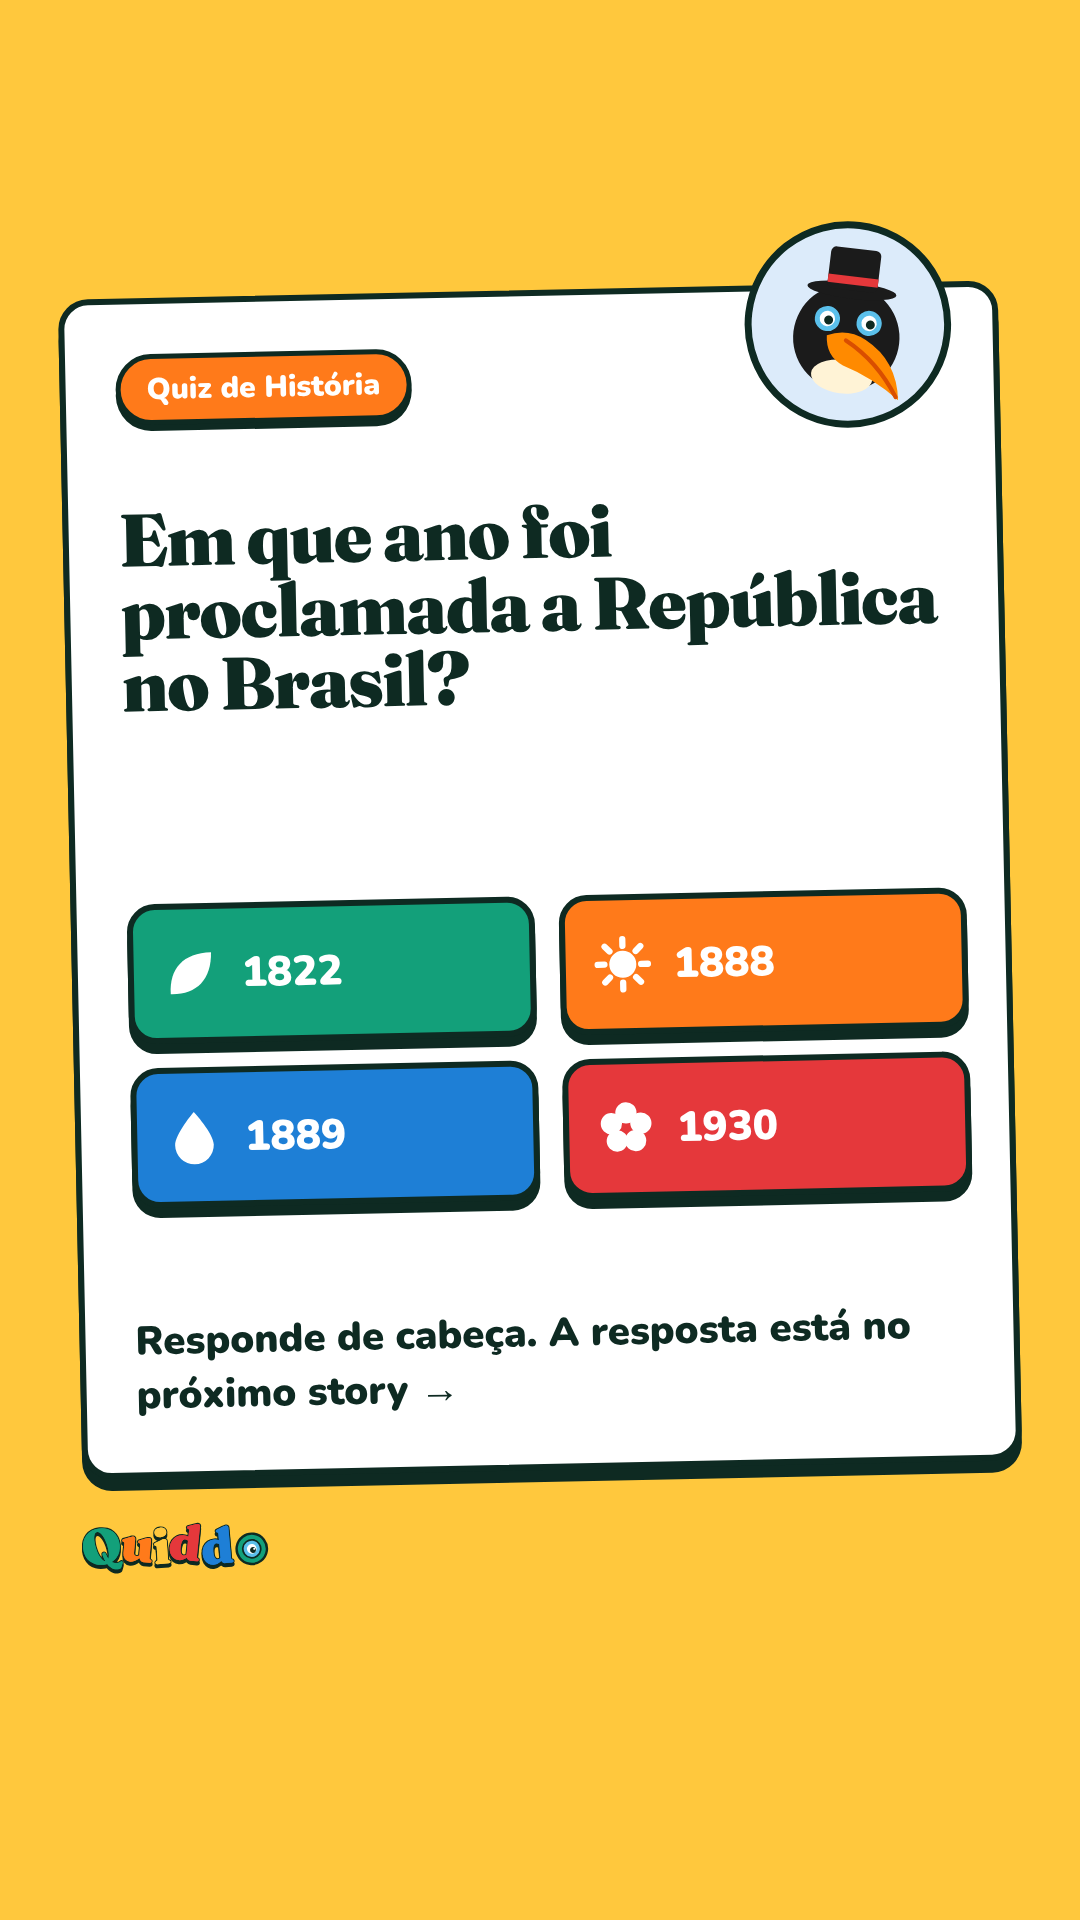 Quiz de História
Em que ano foi
proclamada a República
no Brasil?
1822
1888
1889
1930
Responde de cabeça. A resposta está no
próximo story →
Quiddo